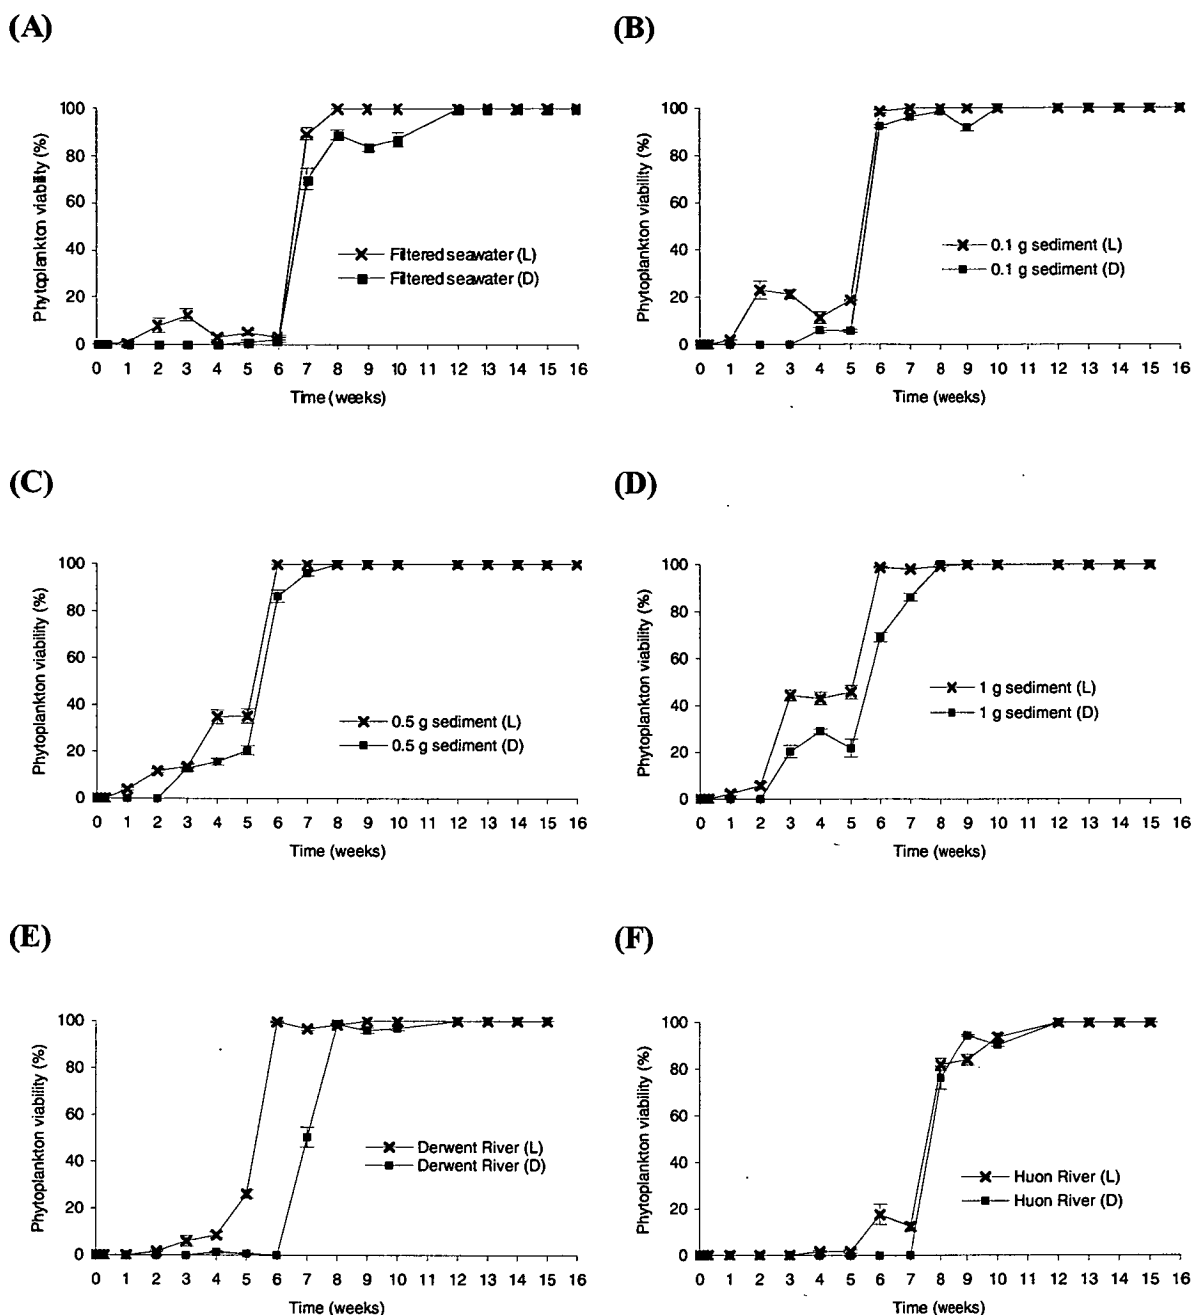 (A)
Phytoplankton viability (%)
100
80
60
40
20
0
Filtered seawater (L)
Filtered seawater (D)
0 1 2 3 4 5 6 7 8 9 10 11 12 13 14 15 16
Time (weeks)
(B)
Phytoplankton viability (%)
100
80
60
40
20
0
0.1 g sediment (L)
0.1 g sediment (D)
0 1 2 3 4 5 6 7 8 9 10 11 12 13 14 15 16
Time (weeks)
(C)
Phytoplankton viability (%)
100
80
60
40
20
0
0.5 g sediment (L)
0.5 g sediment (D)
0 1 2 3 4 5 6 7 8 9 10 11 12 13 14 15 16
Time (weeks)
(D)
Phytoplankton viability (%)
100
80
60
40
20
0
1 g sediment (L)
1 g sediment (D)
0 1 2 3 4 5 6 7 8 9 10 11 12 13 14 15 16
Time (weeks)
(E)
Phytoplankton viability (%)
100
80
60
40
20
0
Derwent River (L)
Derwent River (D)
0 1 2 3 4 5 6 7 8 9 10 11 12 13 14 15 16
Time (weeks)
(F)
Phytoplankton viability (%)
100
80
60
40
20
0
Huon River (L)
Huon River (D)
0 1 2 3 4 5 6 7 8 9 10 11 12 13 14 15 16
Time (weeks)